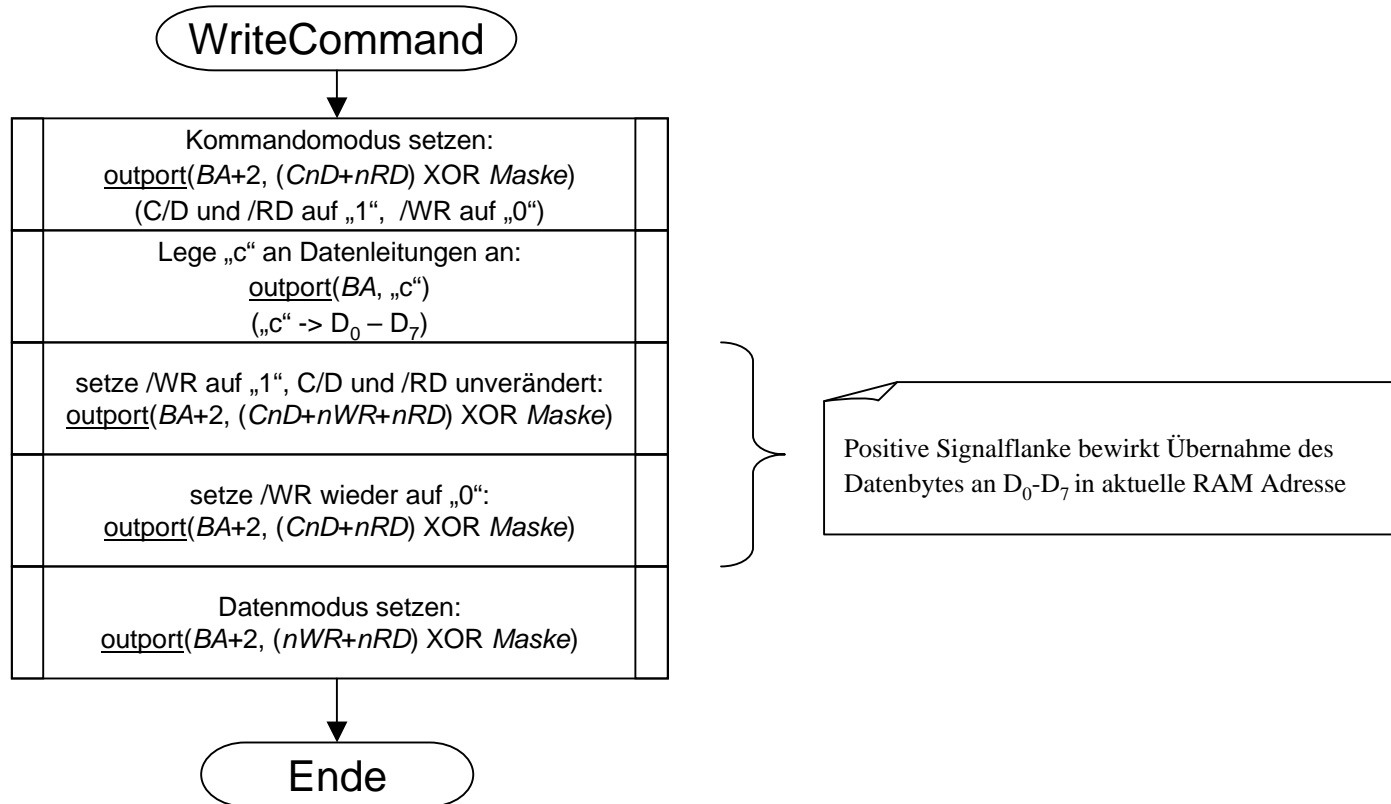 WriteCommand
Kommandomodus setzen:
outport(BA+2, (CnD+nRD) XOR Maske)
(C/D und /RD auf „1“, /WR auf „0“)
Lege „c“ an Datenleitungen an:
outport(BA, „c“)
(„c“ -> D0 – D7)
setze /WR auf „1“, C/D und /RD unverändert:
outport(BA+2, (CnD+nWR+nRD) XOR Maske)
setze /WR wieder auf „0“:
outport(BA+2, (CnD+nRD) XOR Maske)
Positive Signalflanke bewirkt Übernahme des
Datenbytes an D0-D7 in aktuelle RAM Adresse
Datenmodus setzen:
outport(BA+2, (nWR+nRD) XOR Maske)
Ende